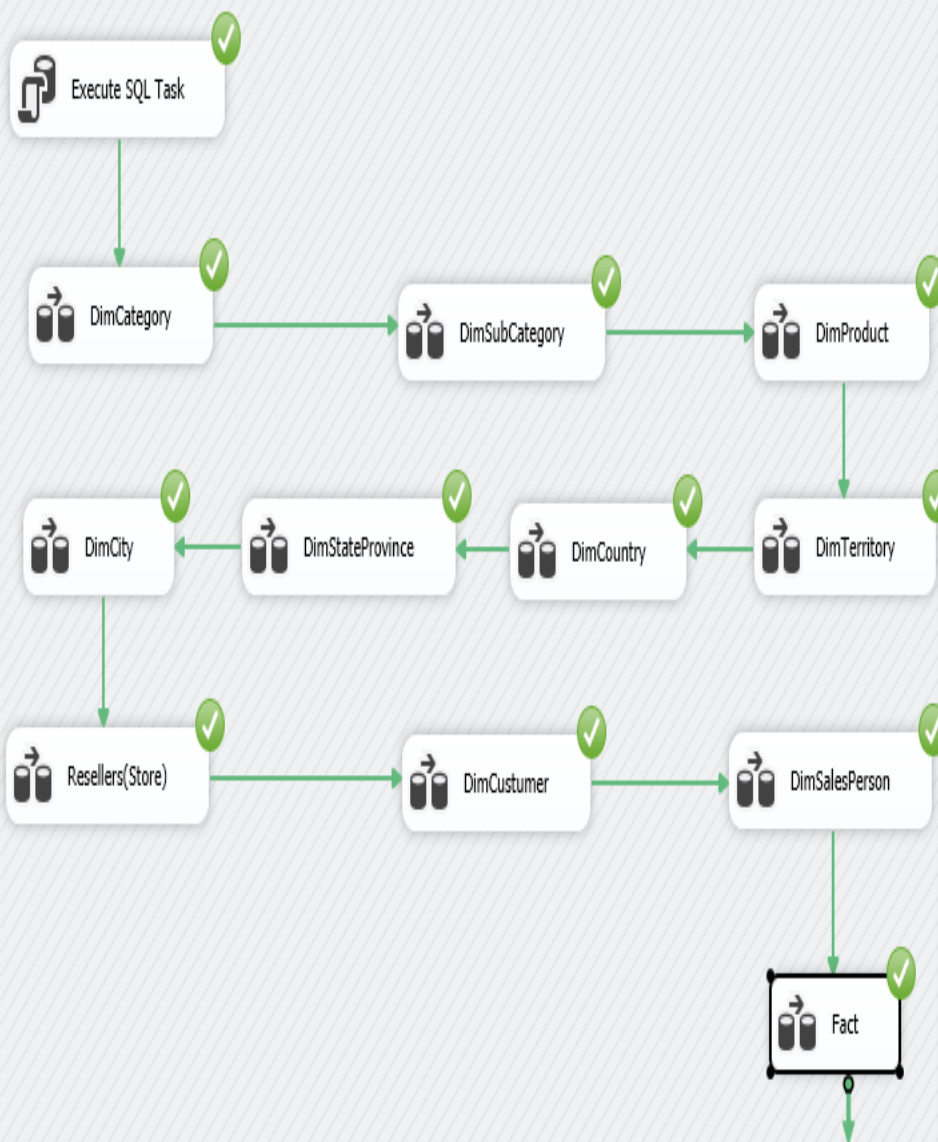 Execute SQL Task
DimCategory
DimSubCategory
DimProduct
DimCity
DimStateProvince
DimCountry
DimTerritory
Resellers(Store)
DimCustumer
DimSalesPerson
Fact